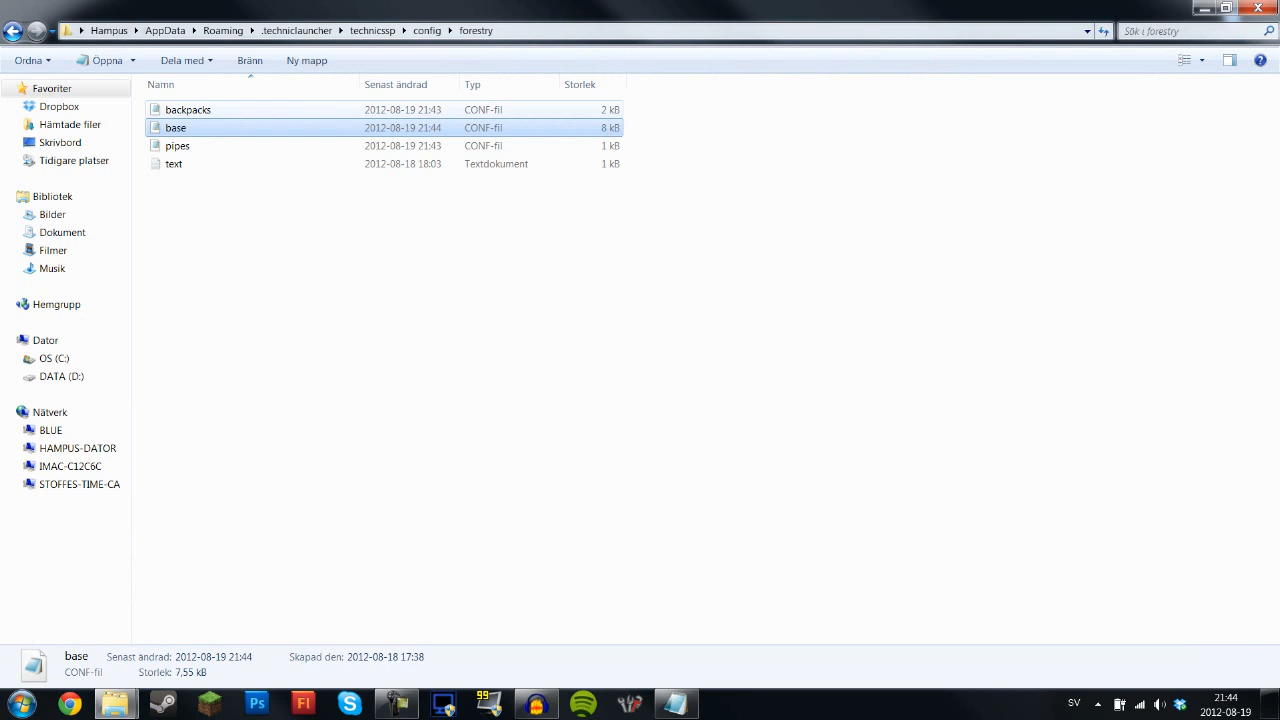 Hampus AppData Roaming .techniclauncher technicssp config forestry Sök i forestry
Ordna Öppna Dela med Bränn Ny mapp
Namn Senast ändrad Typ Storlek
backpacks 2012-08-19 21:43 CONF-fil 2 kB
base 2012-08-19 21:44 CONF-fil 8 kB
pipes 2012-08-19 21:43 CONF-fil 1 kB
text 2012-08-18 18:03 Textdokument 1 kB
Favoriter
Dropbox
Hämtade filer
Skrivbord
Tidigare platser
Bibliotek
Bilder
Dokument
Filmer
Musik
Hemgrupp
Dator
OS (C:)
DATA (D:)
Nätverk
BLUE
HAMPUS-DATOR
IMAC-C12C6C
STOFFES-TIME-CA
base Senast ändrad: 2012-08-19 21:44 Skapad den: 2012-08-18 17:38
CONF-fil Storlek: 7,55 kB
Ps Fl 99 SV 21:44
2012-08-19